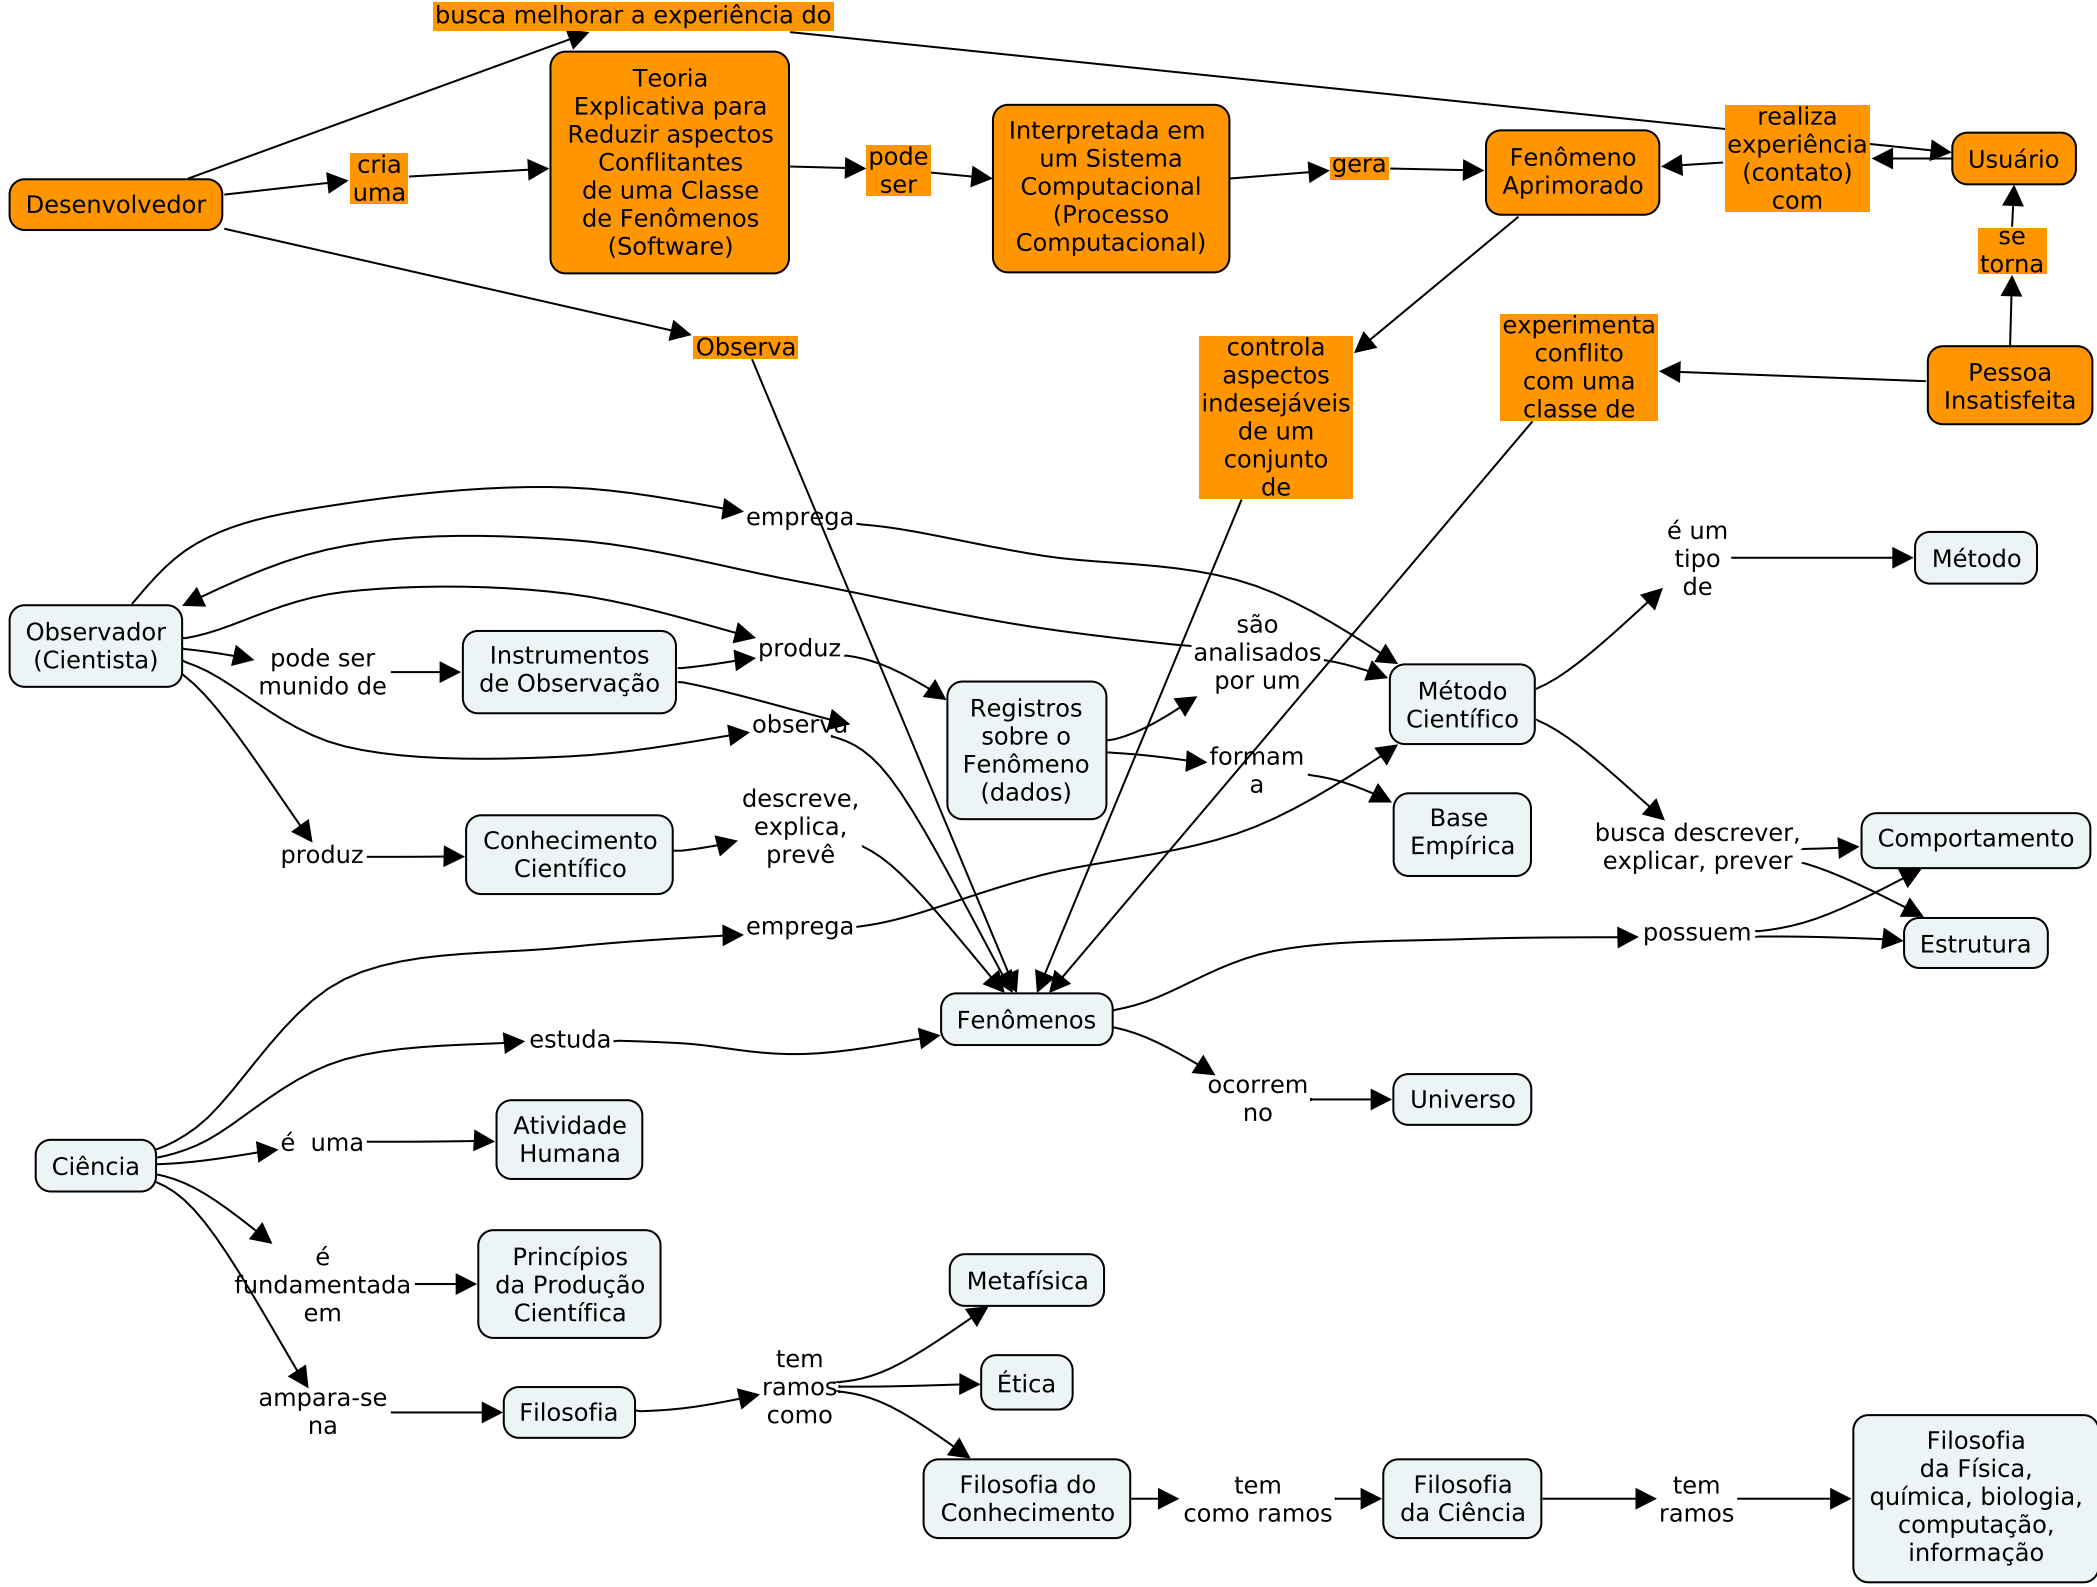 busca melhorar a experiência do
Teoria
Explicativa para
Reduzir aspectos
Conflitantes
de uma Classe
de Fenômenos
(Software)
Interpretada em
um Sistema
Computacional
(Processo
Computacional)
realiza
experiência
(contato)
com
Usuário
Fenômeno
Aprimorado
gera
pode
ser
cria
uma
Desenvolvedor
se
torna
Observa
controla
aspectos
indesejáveis
de um
conjunto
de
experimenta
conflito
com uma
classe de
Pessoa
Insatisfeita
emprega
é um
tipo
de
Método
Observador
(Cientista)
pode ser
munido de
Instrumentos
de Observação
produz
são
analisados
por um
Método
Científico
observa
Registros
sobre o
Fenômeno
(dados)
formam
a
Base
Empírica
produz
Conhecimento
Científico
descreve,
explica,
prevê
busca descrever,
explicar, prever
Comportamento
emprega
possuem
Estrutura
Fenômenos
estuda
ocorrem
no
Universo
Ciência
é  uma
Atividade
Humana
é
fundamentada
em
Princípios
da Produção
Científica
Metafísica
ampara-se
na
Filosofia
tem
ramos
como
Ética
Filosofia do
Conhecimento
tem
como ramos
Filosofia
da Ciência
tem
ramos
Filosofia
da Física,
química, biologia,
computação,
informação